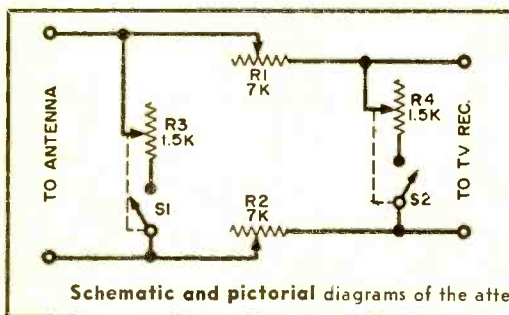 TO ANTENNA
R3
1.5K
S1
R1
7K
R2
7K
R4
1.5K
S2
TO TV REC.
Schematic and pictorial diagrams of the atte